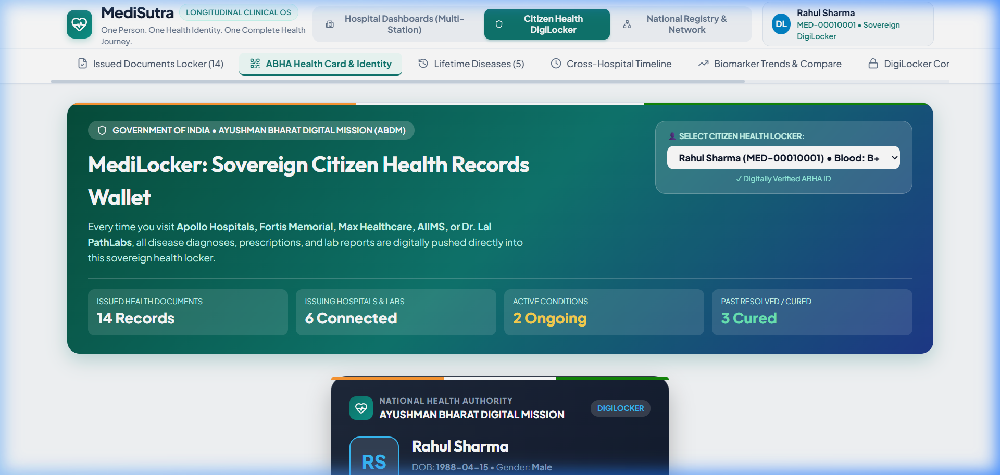 MediSutra
LONGITUDINAL CLINICAL OS
One Person. One Health Identity. One Complete Health
Journey.
Hospital Dashboards (Multi-
Station)
Citizen Health
DigiLocker
National Registry &
Network
DL
Rahul Sharma
MED-00010001 • Sovereign
DigiLocker
Issued Documents Locker (14)
ABHA Health Card & Identity
Lifetime Diseases (5)
Cross-Hospital Timeline
Biomarker Trends & Compare
DigiLocker Cor
GOVERNMENT OF INDIA • AYUSHMAN BHARAT DIGITAL MISSION (ABDM)
MediLocker: Sovereign Citizen Health Records
Wallet
Every time you visit Apollo Hospitals, Fortis Memorial, Max Healthcare, AIIMS, or Dr. Lal
PathLabs, all disease diagnoses, prescriptions, and lab reports are digitally pushed directly into
this sovereign health locker.
SELECT CITIZEN HEALTH LOCKER:
Rahul Sharma (MED-00010001) • Blood: B+
✓ Digitally Verified ABHA ID
ISSUED HEALTH DOCUMENTS
14 Records
ISSUING HOSPITALS & LABS
6 Connected
ACTIVE CONDITIONS
2 Ongoing
PAST RESOLVED / CURED
3 Cured
NATIONAL HEALTH AUTHORITY
AYUSHMAN BHARAT DIGITAL MISSION
DIGILOCKER
RS
Rahul Sharma
DOB: 1988-04-15 • Gender: Male